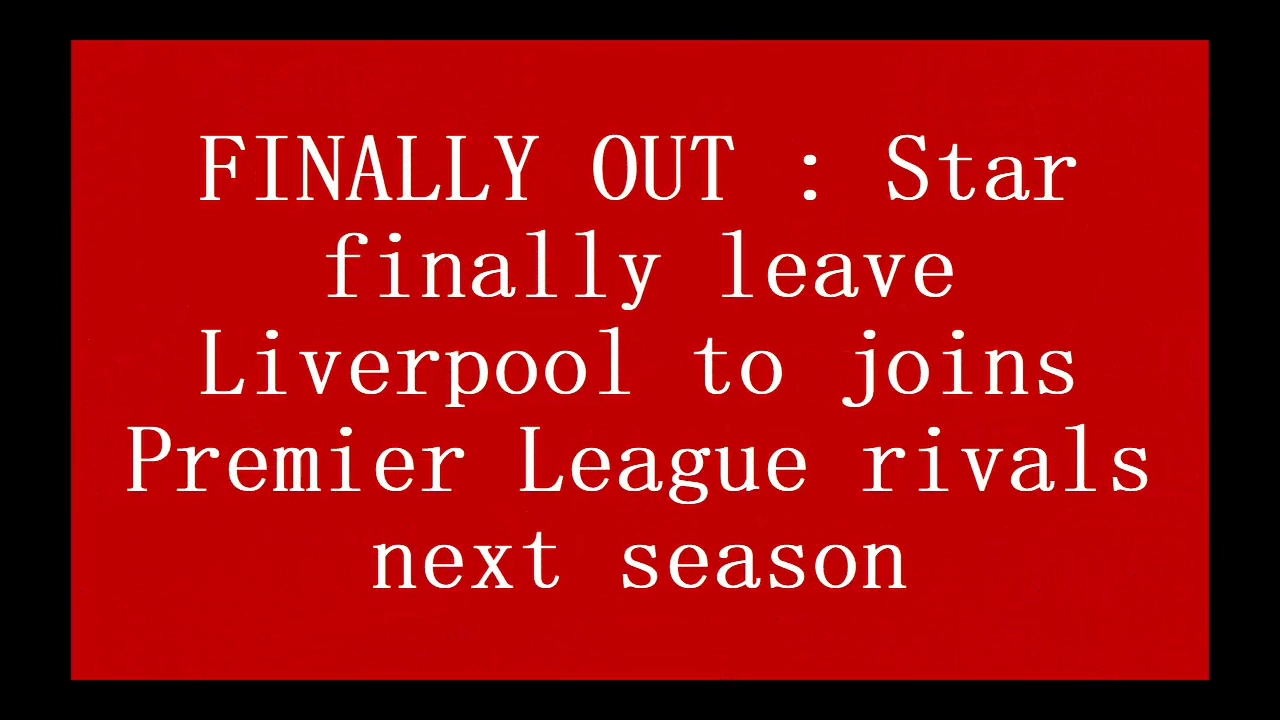 FINALLY OUT : Star
finally leave
Liverpool to joins
Premier League rivals
next season